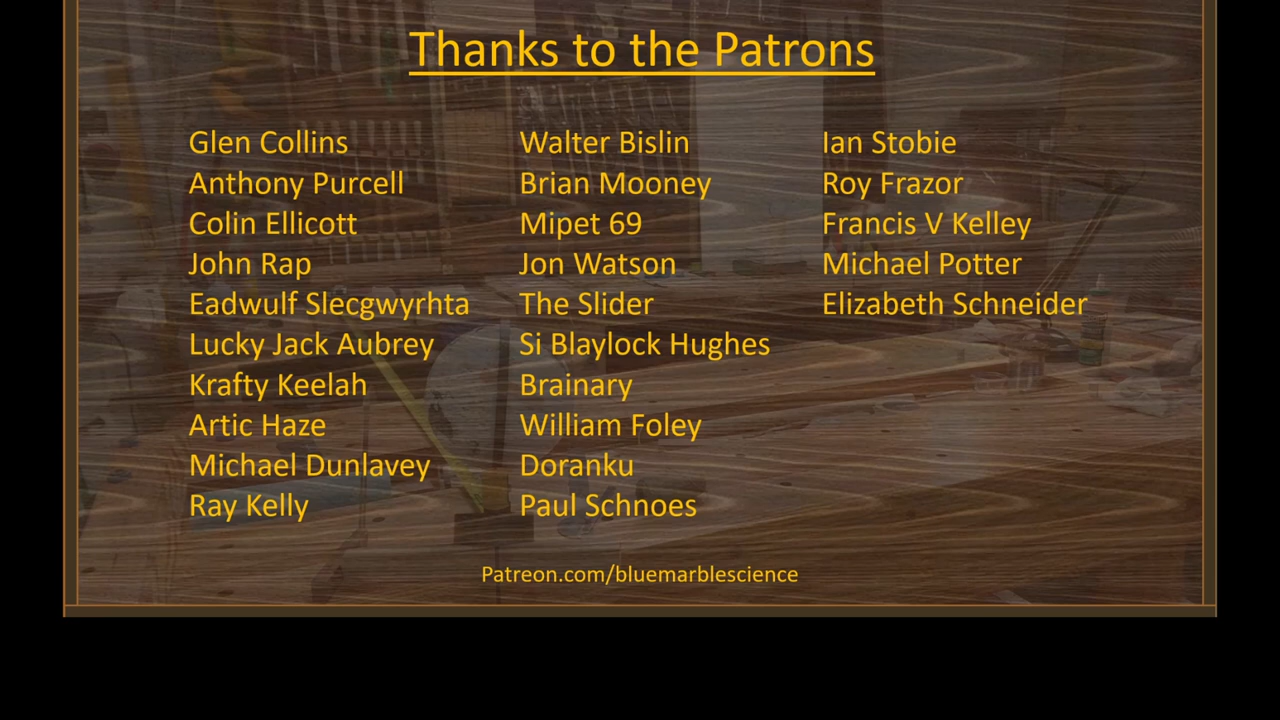 Thanks to the Patrons
Glen Collins
Anthony Purcell
Colin Ellicott
John Rap
Eadwulf Slecgwyrhta
Lucky Jack Aubrey
Krafty Keelah
Artic Haze
Michael Dunlavey
Ray Kelly
Walter Bislin
Brian Mooney
Mipet 69
Jon Watson
The Slider
Si Blaylock Hughes
Brainary
William Foley
Doranku
Paul Schnoes
Ian Stobie
Roy Frazor
Francis V Kelley
Michael Potter
Elizabeth Schneider
Patreon.com/bluemarblescience